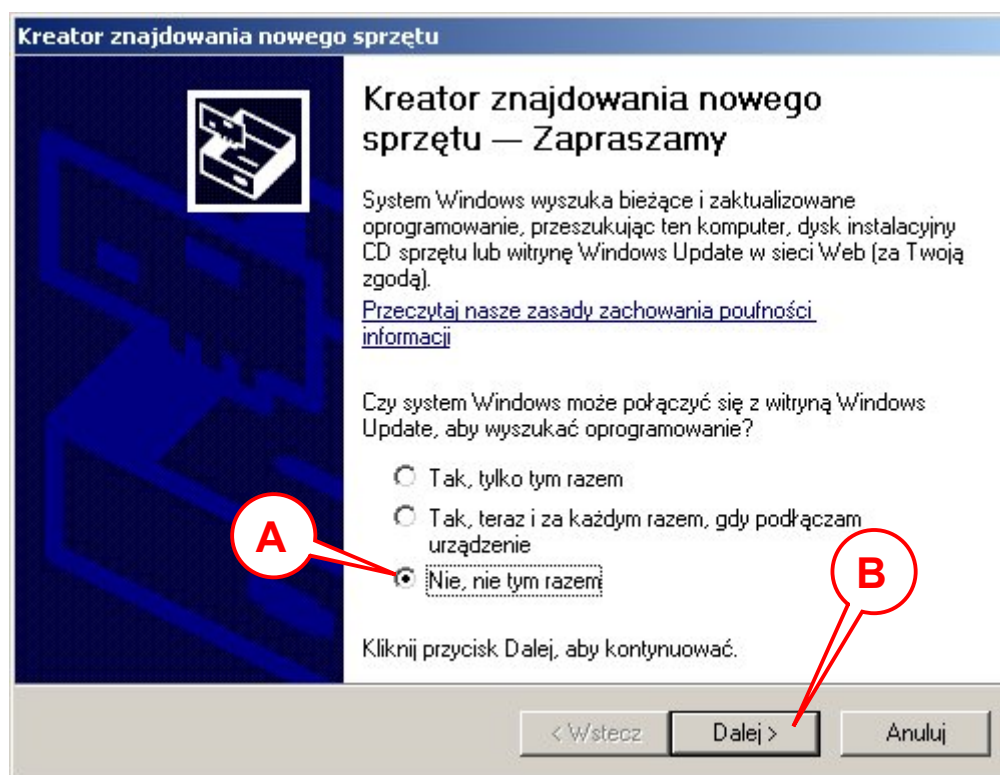 Kreator znajdowania nowego sprzętu
Kreator znajdowania nowego
sprzętu — Zapraszamy
System Windows wyszuka bieżące i zaktualizowane
oprogramowanie, przeszukując ten komputer, dysk instalacyjny
CD sprzętu lub witrynę Windows Update w sieci Web (za Twoją
zgodą).
Przeczytaj nasze zasady zachowania poufności
informacji
Czy system Windows może połączyć się z witryną Windows
Update, aby wyszukać oprogramowanie?
Tak, tylko tym razem
Tak, teraz i za każdym razem, gdy podłączam
urządzenie
A
Nie, nie tym razem
B
Kliknij przycisk Dalej, aby kontynuować.
< Wstecz Dalej > Anuluj